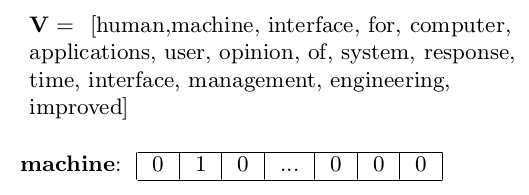 V = [human,machine, interface, for, computer,
applications, user, opinion, of, system, response,
time, interface, management, engineering,
improved]
machine: 0 1 0 ... 0 0 0